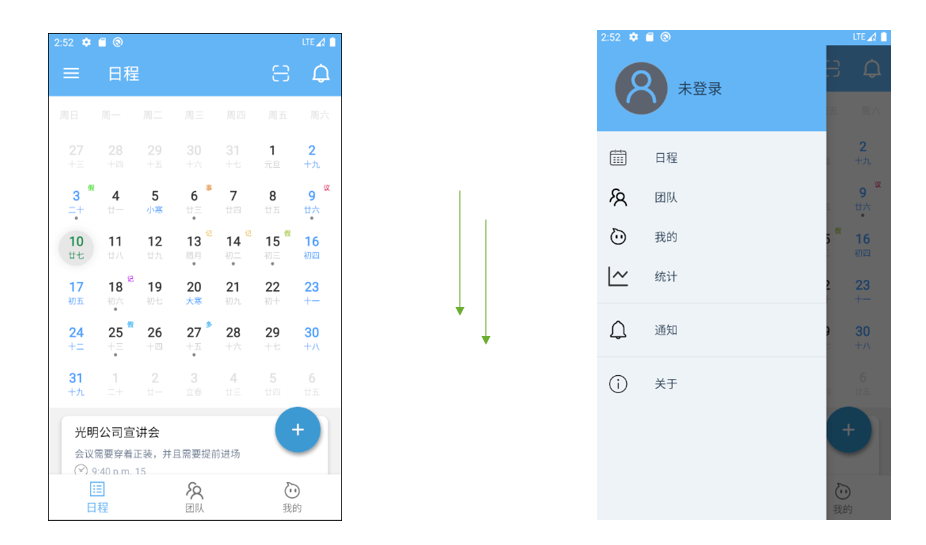 2:52 LTE
日程
周日 周一 周二 周三 周四 周五 周六
27 28 29 30 31 1 2
十三 十四 十五 十六 十七 元旦 十九
假 事 议
3 4 5 6 7 8 9
二十 廿一 小寒 廿三 廿四 廿五 廿六
记 记 假
10 11 12 13 14 15 16
廿七 廿八 廿九 腊月 初二 初三 初四
记
17 18 19 20 21 22 23
初五 初六 初七 大寒 初九 初十 十一
假 多
24 25 26 27 28 29 30
十二 十三 十四 十五 十六 十七 十八
31 1 2 3 4 5 6
十九 二十 廿一 立春 廿三 廿四 廿五
光明公司宣讲会
会议需要穿着正装，并且需要提前进场
9:40 p.m. 15
日程 团队 我的
2:52 LTE
未登录
日程
团队
我的
统计
通知
关于
周六
2
十九
议
9
廿六
假
16
初四
23
十一
30
十八
6
廿五
我的